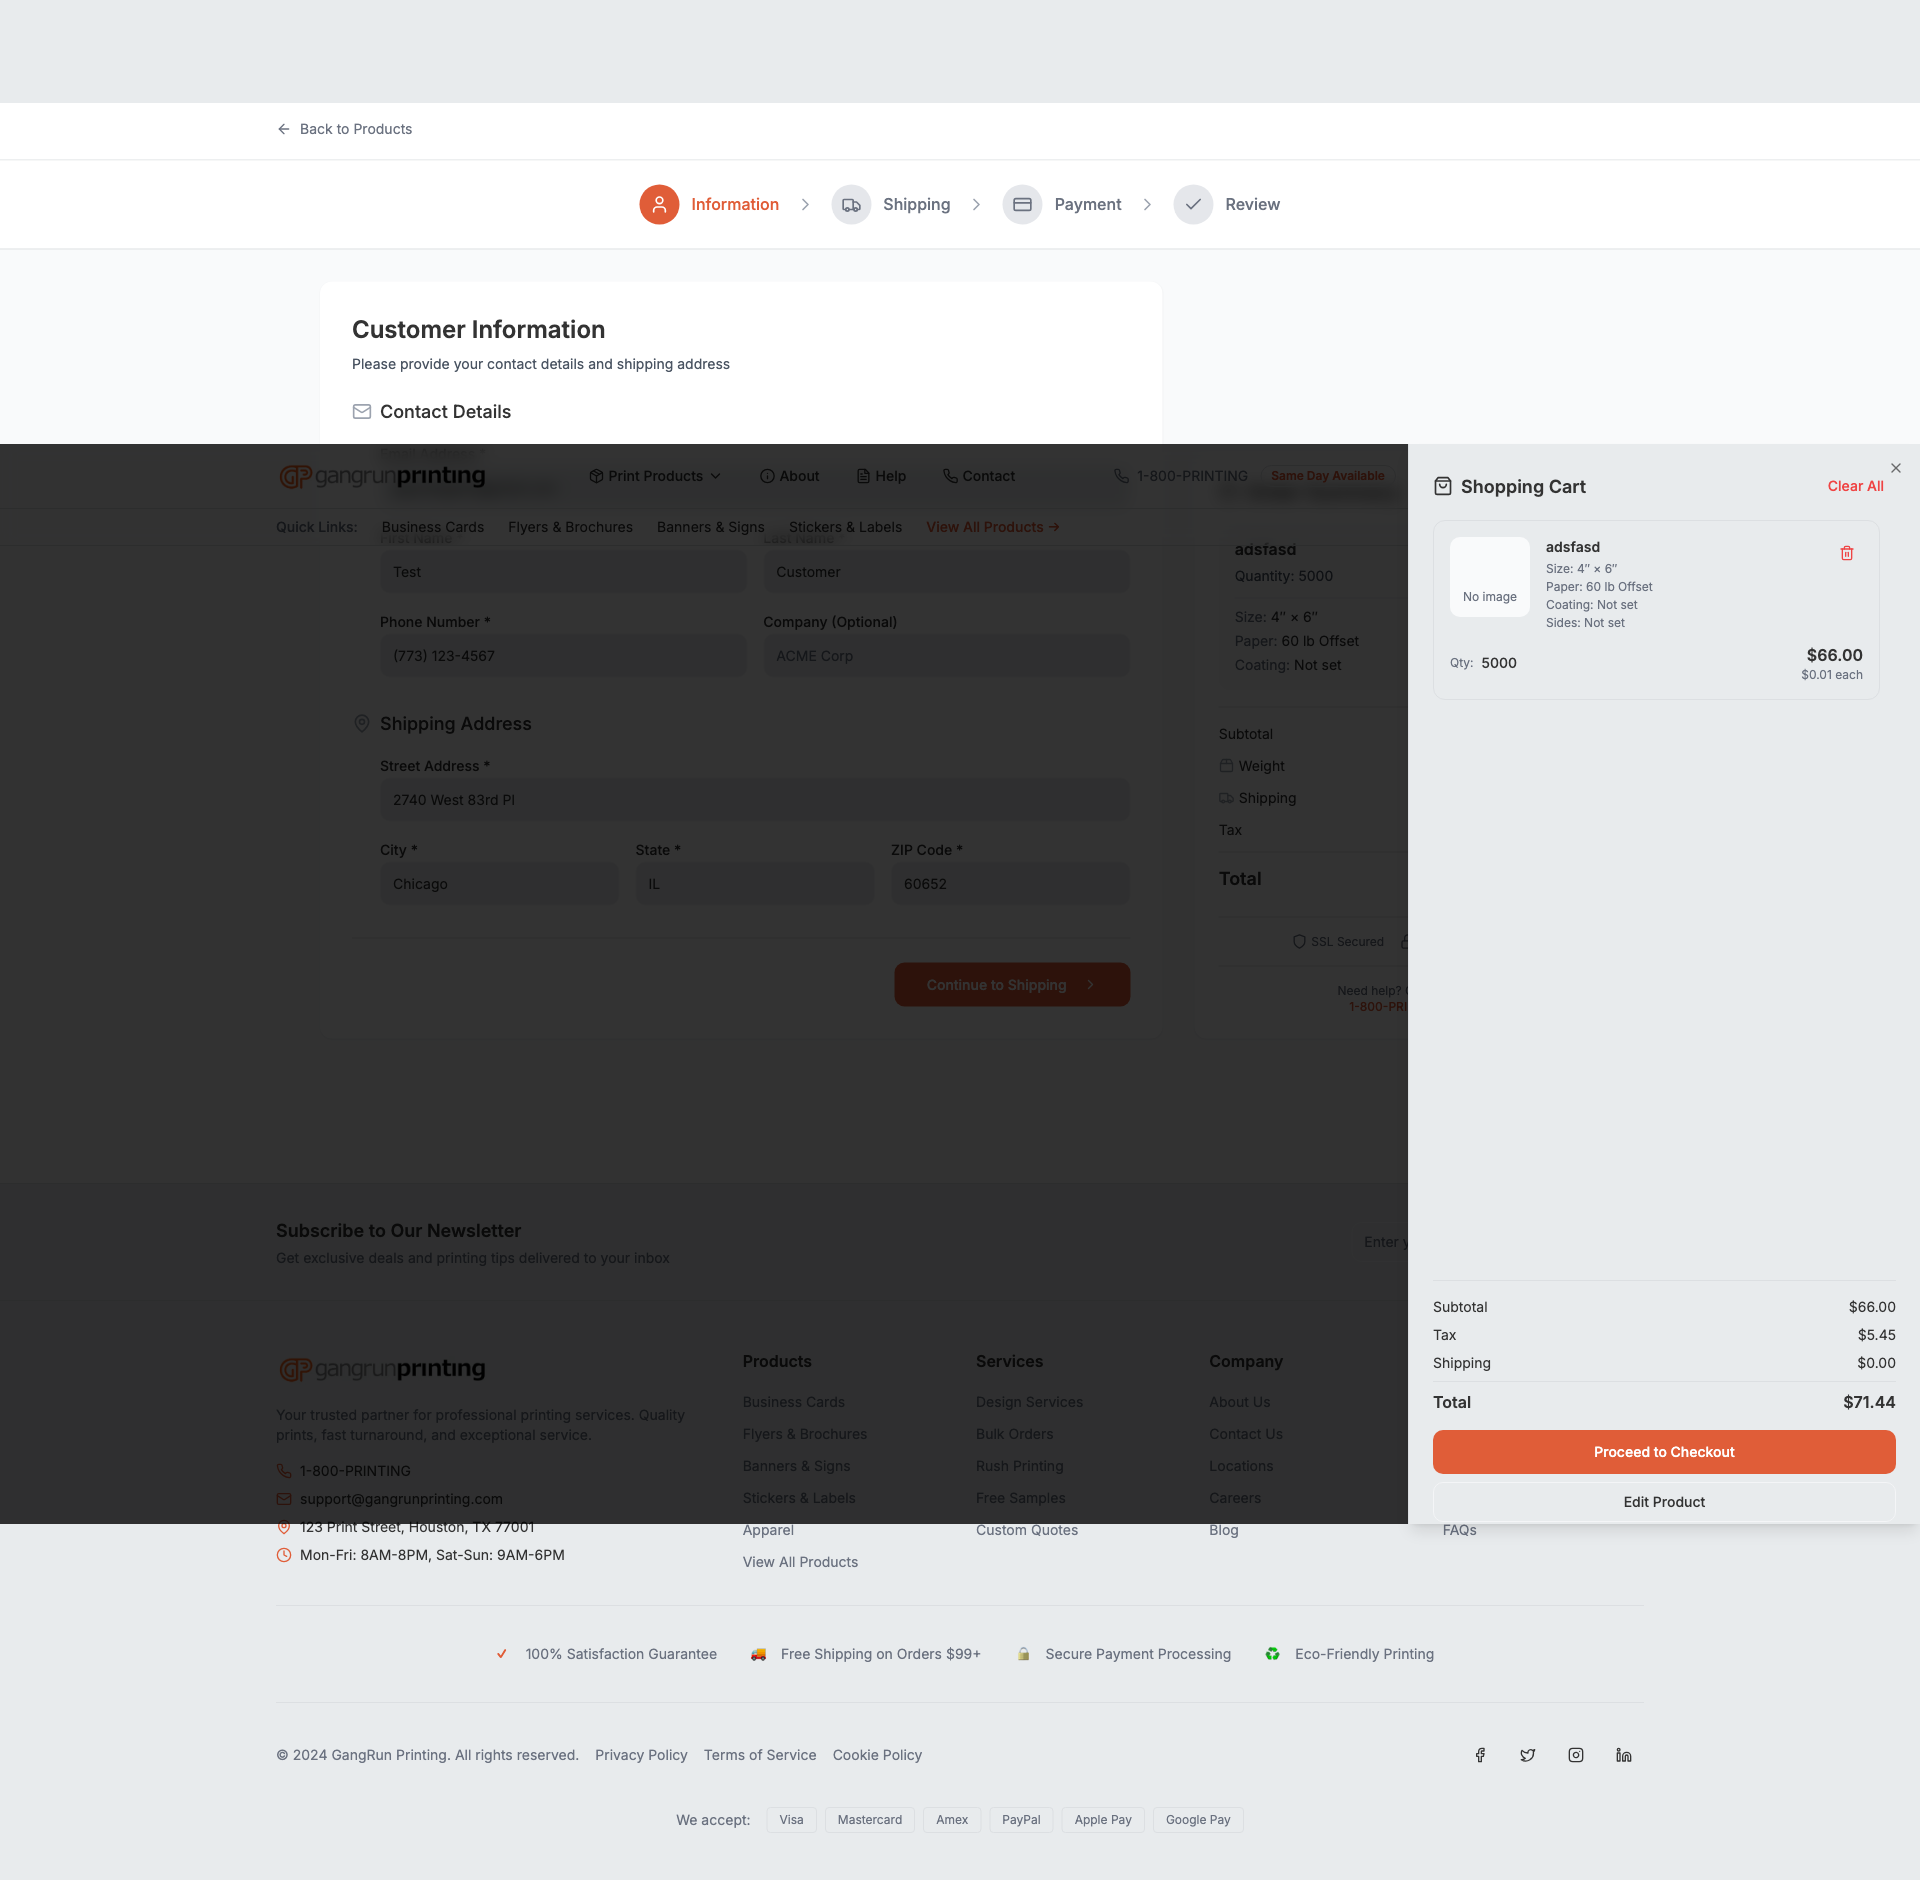 Back to Products
Information
Shipping
Payment
Review
Customer Information
Please provide your contact details and shipping address
Contact Details
gangrunprinting
Print Products
About
Help
Contact
1-800-PRINTING
Same Day Available
Quick Links:
Business Cards
Flyers & Brochures
Banners & Signs
Stickers & Labels
View All Products →
First Name *
Last Name *
Test
Customer
Phone Number *
Company (Optional)
(773) 123-4567
ACME Corp
Shipping Address
Street Address *
2740 West 83rd Pl
City *
State *
ZIP Code *
Chicago
IL
60652
Continue to Shipping
adsfasd
Quantity: 5000
Size: 4″ × 6″
Paper: 60 lb Offset
Coating: Not set
Subtotal
Weight
Shipping
Tax
Total
SSL Secured
Need help?
1-800-PRI
Shopping Cart
Clear All
No image
adsfasd
Size: 4″ × 6″
Paper: 60 lb Offset
Coating: Not set
Sides: Not set
Qty: 5000
$66.00
$0.01 each
Subtotal
$66.00
Tax
$5.45
Shipping
$0.00
Total
$71.44
Proceed to Checkout
Edit Product
Subscribe to Our Newsletter
Get exclusive deals and printing tips delivered to your inbox
Enter
gangrunprinting
Your trusted partner for professional printing services. Quality
prints, fast turnaround, and exceptional service.
1-800-PRINTING
support@gangrunprinting.com
123 Print Street, Houston, TX 77001
Mon-Fri: 8AM-8PM, Sat-Sun: 9AM-6PM
Products
Business Cards
Flyers & Brochures
Banners & Signs
Stickers & Labels
Apparel
View All Products
Services
Design Services
Bulk Orders
Rush Printing
Free Samples
Custom Quotes
Company
About Us
Contact Us
Locations
Careers
Blog
FAQs
100% Satisfaction Guarantee
Free Shipping on Orders $99+
Secure Payment Processing
Eco-Friendly Printing
© 2024 GangRun Printing. All rights reserved.
Privacy Policy
Terms of Service
Cookie Policy
We accept:
Visa
Mastercard
Amex
PayPal
Apple Pay
Google Pay